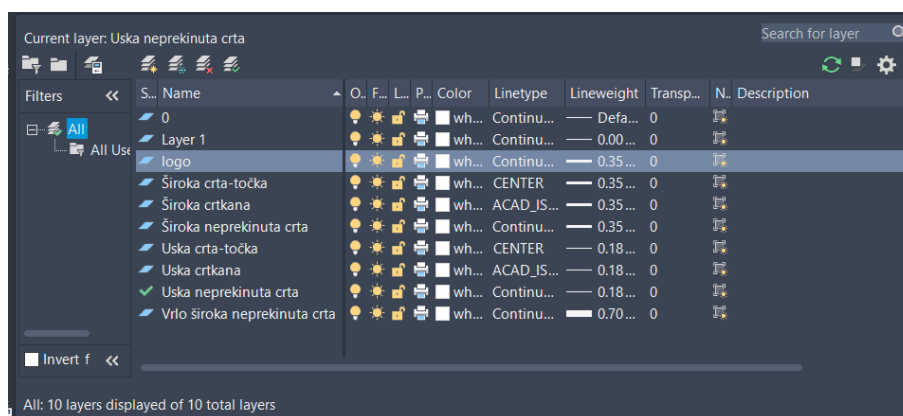 Current layer: Uska neprekinuta crta
Search for layer
Filters
S... Name O.. F... L... P... Color Linetype Lineweight Transp... N.. Description
All
All Use
0 wh... Continu... Defa... 0
Layer 1 wh... Continu... 0.00 ... 0
logo wh... Continu... 0.35 ... 0
Široka crta-točka wh... CENTER 0.35 ... 0
Široka crtkana wh... ACAD_IS... 0.35 ... 0
Široka neprekinuta crta wh... Continu... 0.35 ... 0
Uska crta-točka wh... CENTER 0.18 ... 0
Uska crtkana wh... ACAD_IS... 0.18 ... 0
Uska neprekinuta crta wh... Continu... 0.18 ... 0
Vrlo široka neprekinuta crta wh... Continu... 0.70 ... 0
Invert f
All: 10 layers displayed of 10 total layers